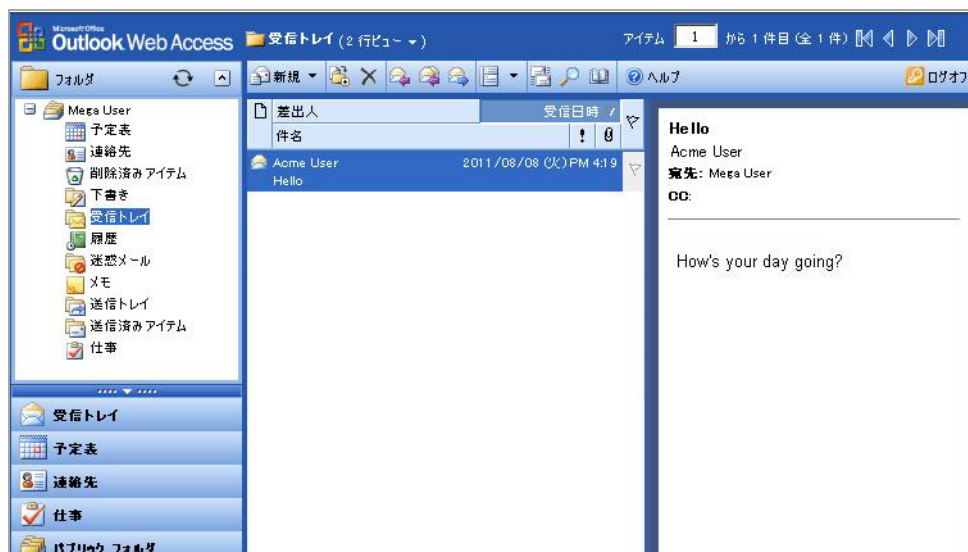 Microsoft Office
Outlook Web Access
受信トレイ (2 行ビュー ▾)
アイテム 1 から 1 件目 (全 1 件)
フォルダ
新規
ヘルプ
ログオフ
Mega User
予定表
連絡先
削除済みアイテム
下書き
受信トレイ
履歴
迷惑メール
メモ
送信トレイ
送信済みアイテム
仕事
受信トレイ
予定表
連絡先
仕事
パブリック フォルダ
差出人 受信日時
件名
Acme User 2011/08/08 (火) PM 4:19
Hello
Hello
Acme User
宛先: Mega User
CC:
How's your day going?